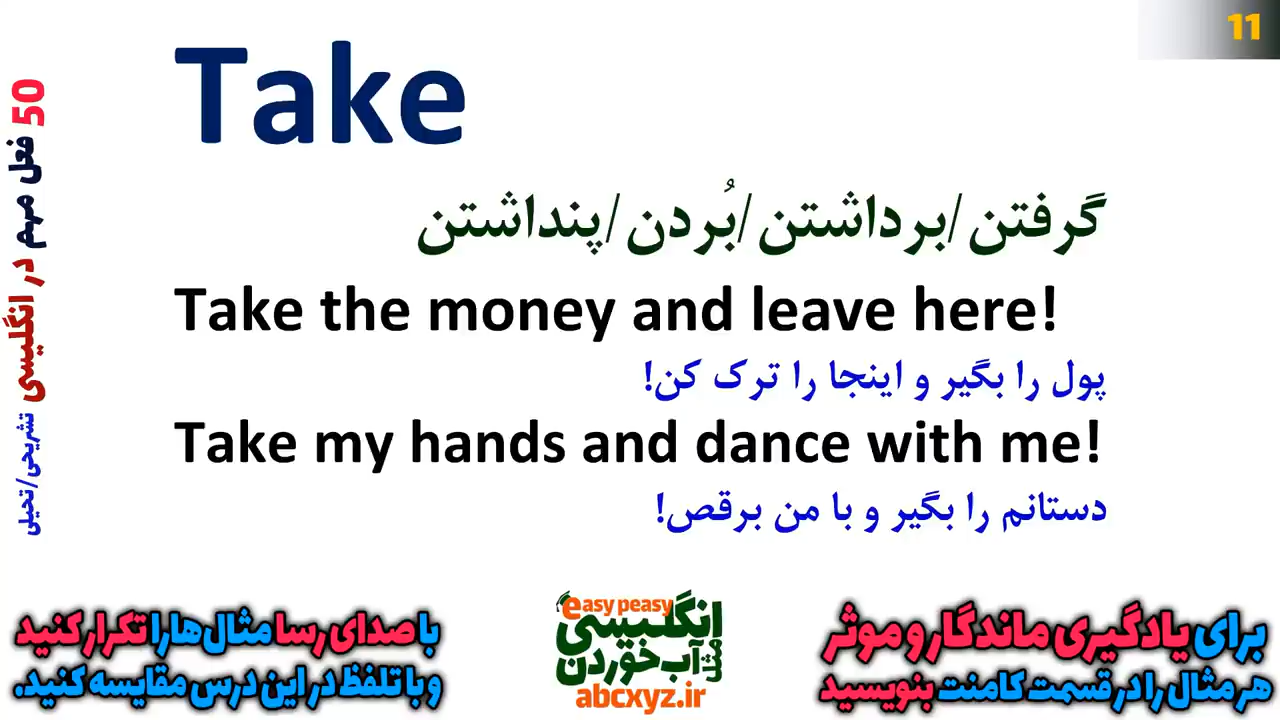 11
Take
گرفتن/برداشتن/بُردن/پنداشتن
Take the money and leave here!
پول را بگیر و اینجا را ترک کن!
Take my hands and dance with me!
دستانم را بگیر و با من برقص!
50 فعل مهم در انگلیسی تشریحی/تحیلی
برای یادگیری ماندگار و موثر
هر مثال را در قسمت کامنت بنویسید
easy peasy
انگلیسی
مثل آب خوردن
abcxyz.ir
با صدای رسا مثال‌ها را تکرار کنید
و با تلفظ در این درس مقایسه کنید.